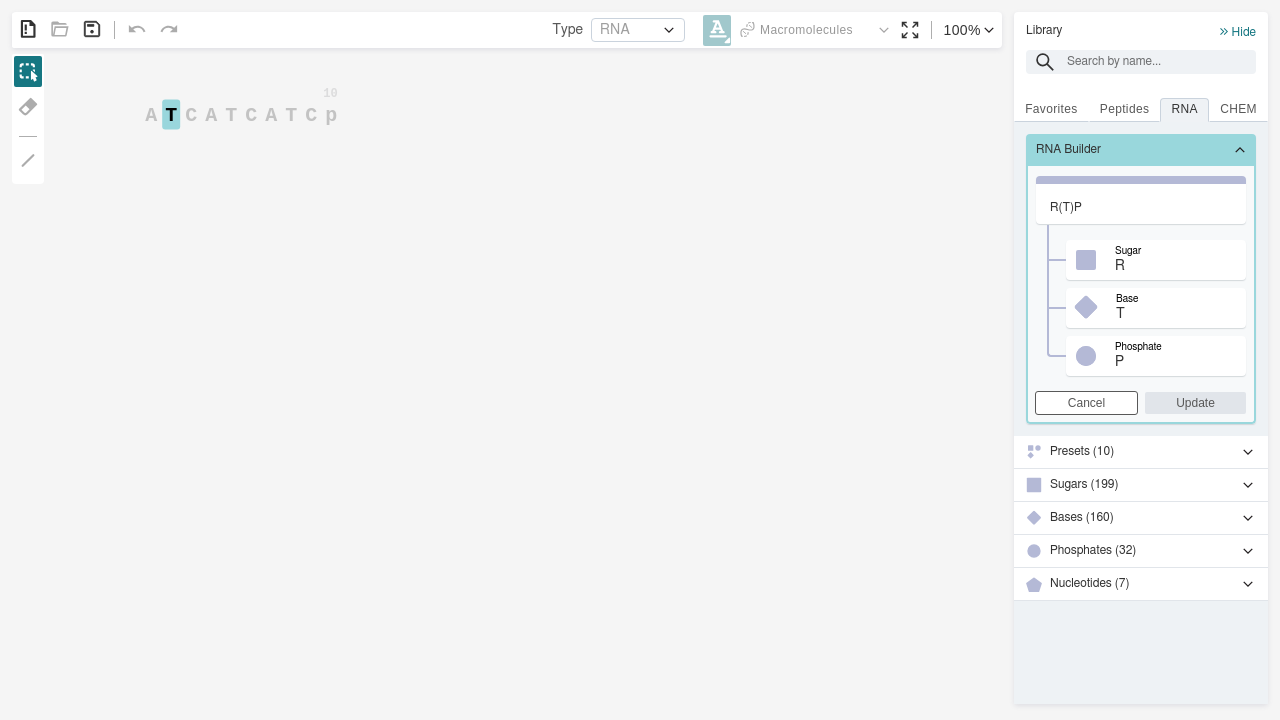 Type
RNA
A
Macromolecules
100%
10
A T C A T C A T C p
Library
Hide
Search by name...
Favorites
Peptides
RNA
CHEM
RNA Builder
R(T)P
Sugar
R
Base
T
Phosphate
P
Cancel
Update
Presets (10)
Sugars (199)
Bases (160)
Phosphates (32)
Nucleotides (7)